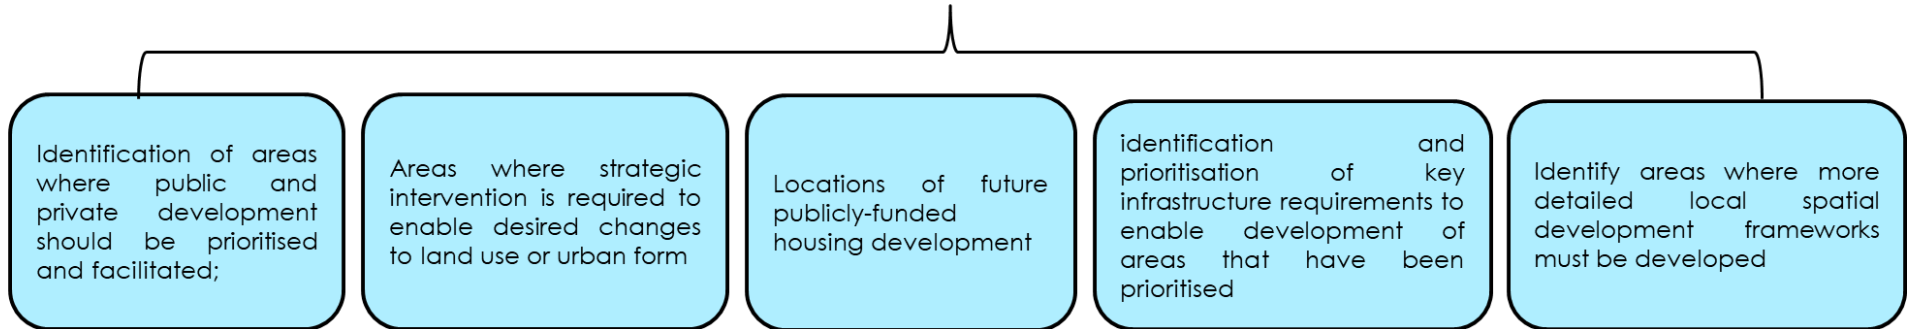 Identification of areas
where public and
private development
should be prioritised
and facilitated;
Areas where strategic
intervention is required to
enable desired changes
to land use or urban form
Locations of future
publicly-funded
housing development
identification and
prioritisation of key
infrastructure requirements to
enable development of
areas that have been
prioritised
Identify areas where more
detailed local spatial
development frameworks
must be developed